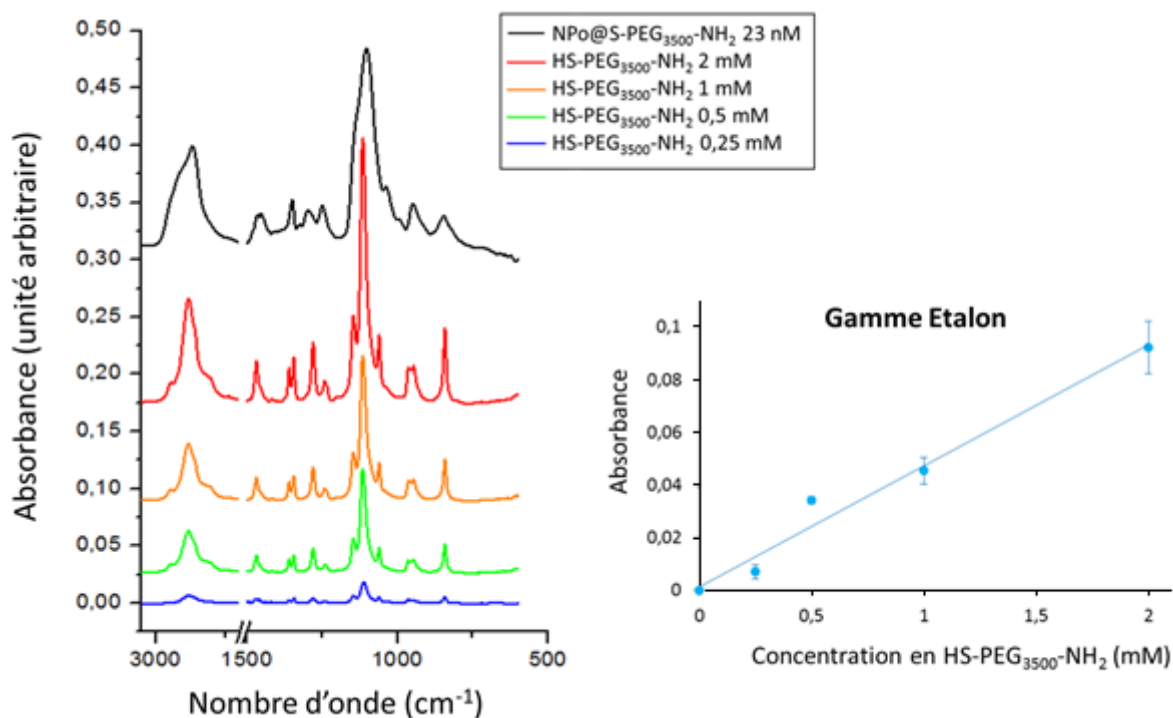 NPo@S-PEG₃₅₀₀-NH₂ 23 nM
HS-PEG₃₅₀₀-NH₂ 2 mM
HS-PEG₃₅₀₀-NH₂ 1 mM
HS-PEG₃₅₀₀-NH₂ 0,5 mM
HS-PEG₃₅₀₀-NH₂ 0,25 mM
Absorbance (unité arbitraire)
0,50
0,45
0,40
0,35
0,30
0,25
0,20
0,15
0,10
0,05
0,00
3000 1500 1000 500
Nombre d'onde (cm⁻¹)
Gamme Etalon
Absorbance
0,1
0,08
0,06
0,04
0,02
0
0 0,5 1 1,5 2
Concentration en HS-PEG₃₅₀₀-NH₂ (mM)